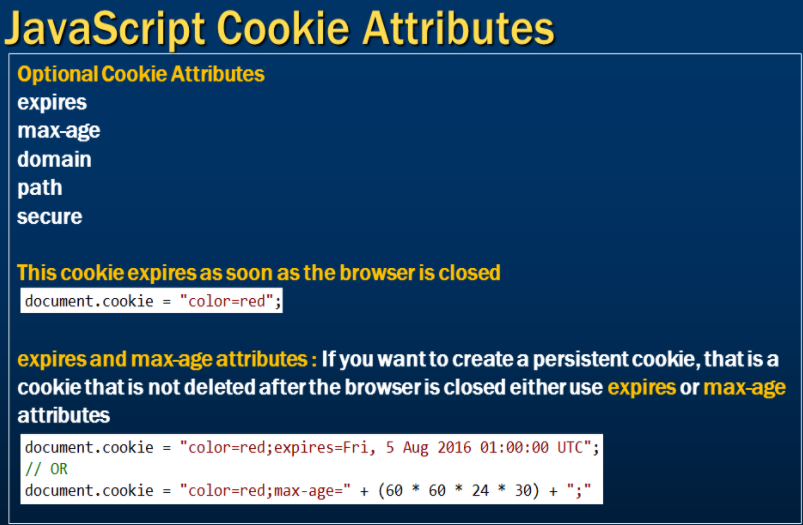 JavaScript Cookie Attributes
Optional Cookie Attributes
expires
max-age
domain
path
secure
This cookie expires as soon as the browser is closed
document.cookie = "color=red";
expires and max-age attributes : If you want to create a persistent cookie, that is a
cookie that is not deleted after the browser is closed either use expires or max-age
attributes
document.cookie = "color=red;expires=Fri, 5 Aug 2016 01:00:00 UTC";
// OR
document.cookie = "color=red;max-age=" + (60 * 60 * 24 * 30) + ";"